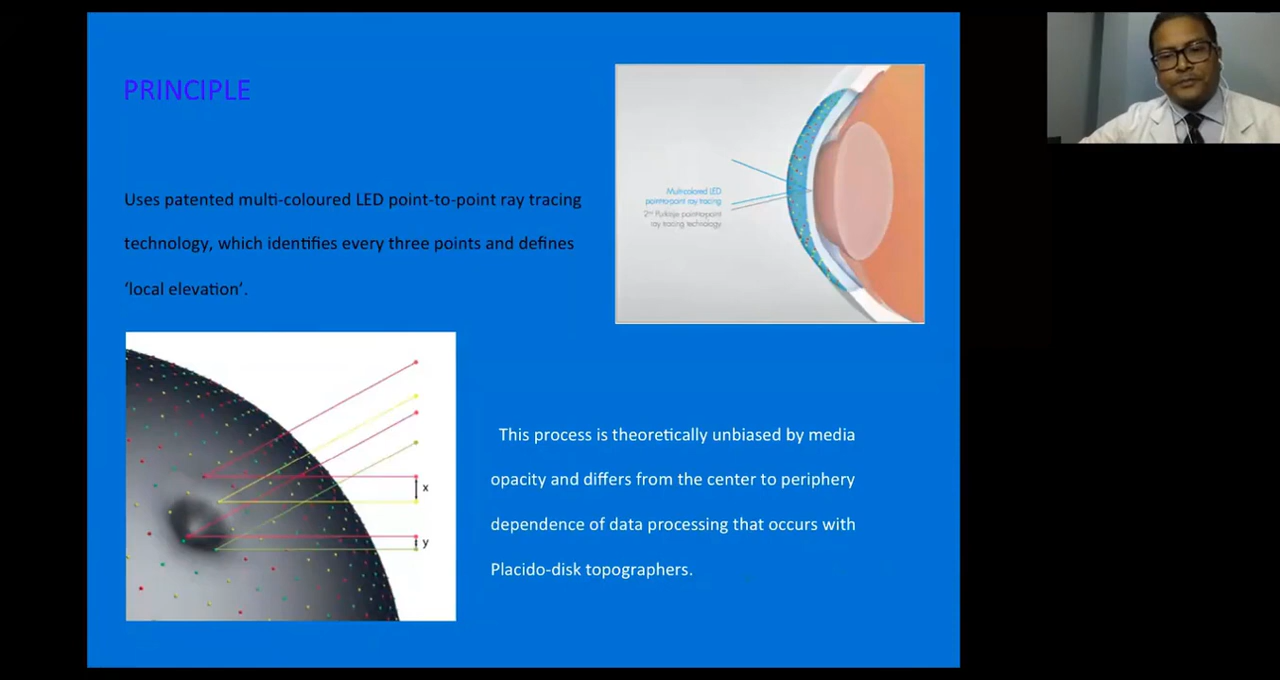 PRINCIPLE
Uses patented multi-coloured LED point-to-point ray tracing
technology, which identifies every three points and defines
‘local elevation’.
Multicolored LED
point-to-point ray tracing
2nd Purkinje point-to-point
ray tracing technology
x
y
This process is theoretically unbiased by media
opacity and differs from the center to periphery
dependence of data processing that occurs with
Placido-disk topographers.